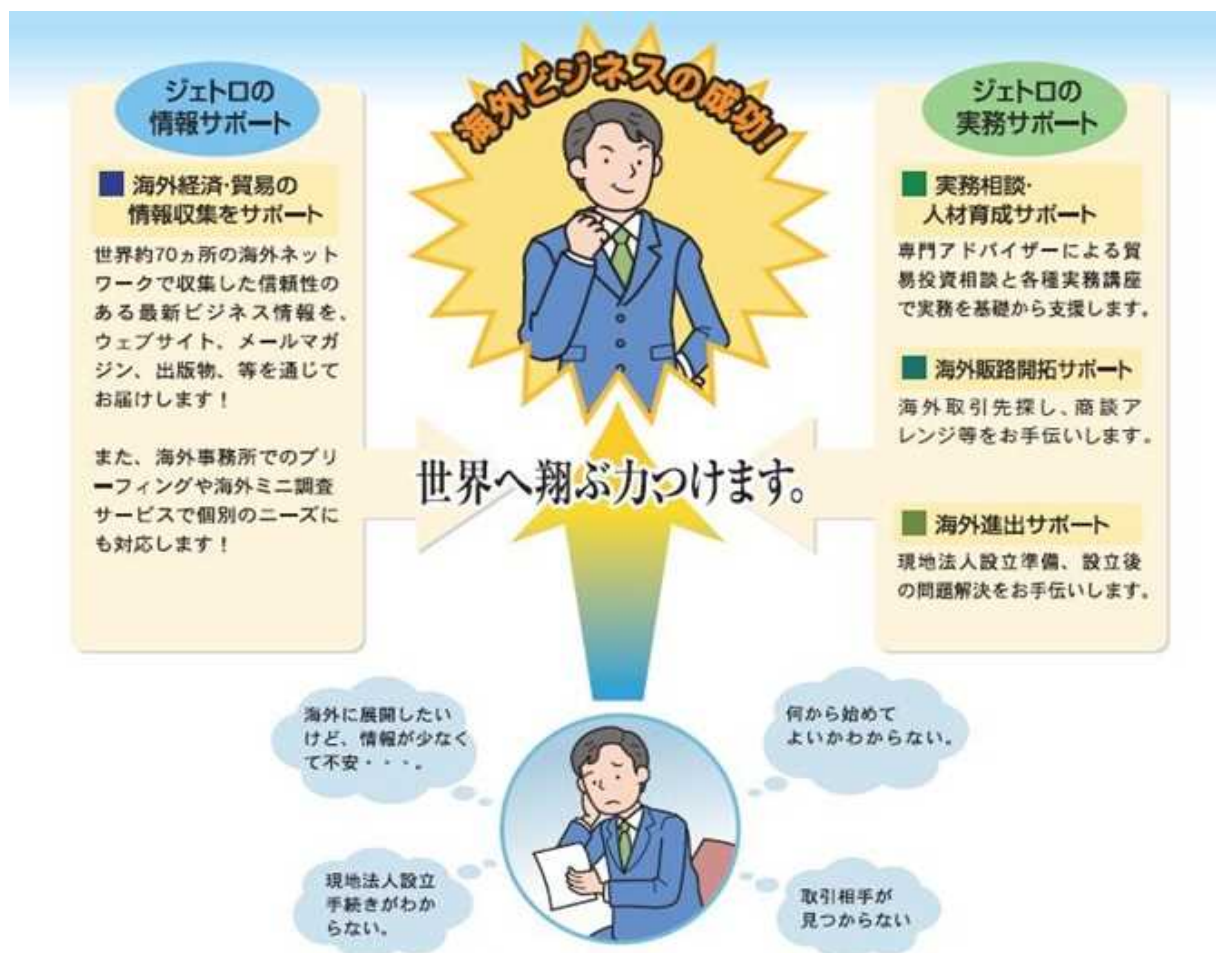 海外ビジネスの成功!
ジェトロの
情報サポート
海外経済・貿易の
情報収集をサポート
世界約70ヵ所の海外ネット
ワークで収集した信頼性の
ある最新ビジネス情報を、
ウェブサイト、メールマガ
ジン、出版物、等を通じて
お届けします!
また、海外事務所でのブリ
ーフィングや海外ミニ調査
サービスで個別のニーズに
も対応します!
ジェトロの
実務サポート
実務相談・
人材育成サポート
専門アドバイザーによる貿
易投資相談と各種実務講座
で実務を基礎から支援します。
海外販路開拓サポート
海外取引先探し、商談ア
レンジ等をお手伝いします。
海外進出サポート
現地法人設立準備、設立後
の問題解決をお手伝いします。
世界へ翔ぶ力、つけます。
海外に展開したい
けど、情報が少なく
て不安・・・。
何から始めて
よいかわからない。
現地法人設立
手続きがわか
らない。
取引相手が
見つからない